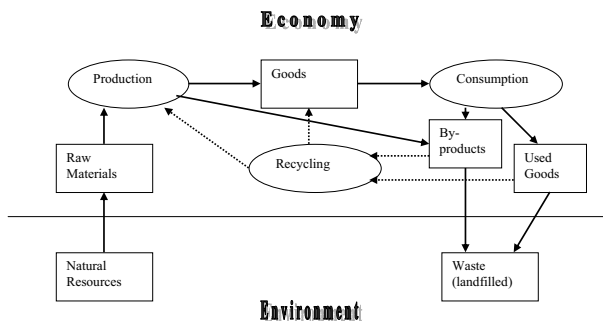 Economy
Production
Goods
Consumption
By-
products
Raw
Materials
Recycling
Used
Goods
Natural
Resources
Waste
(landfilled)
Environment